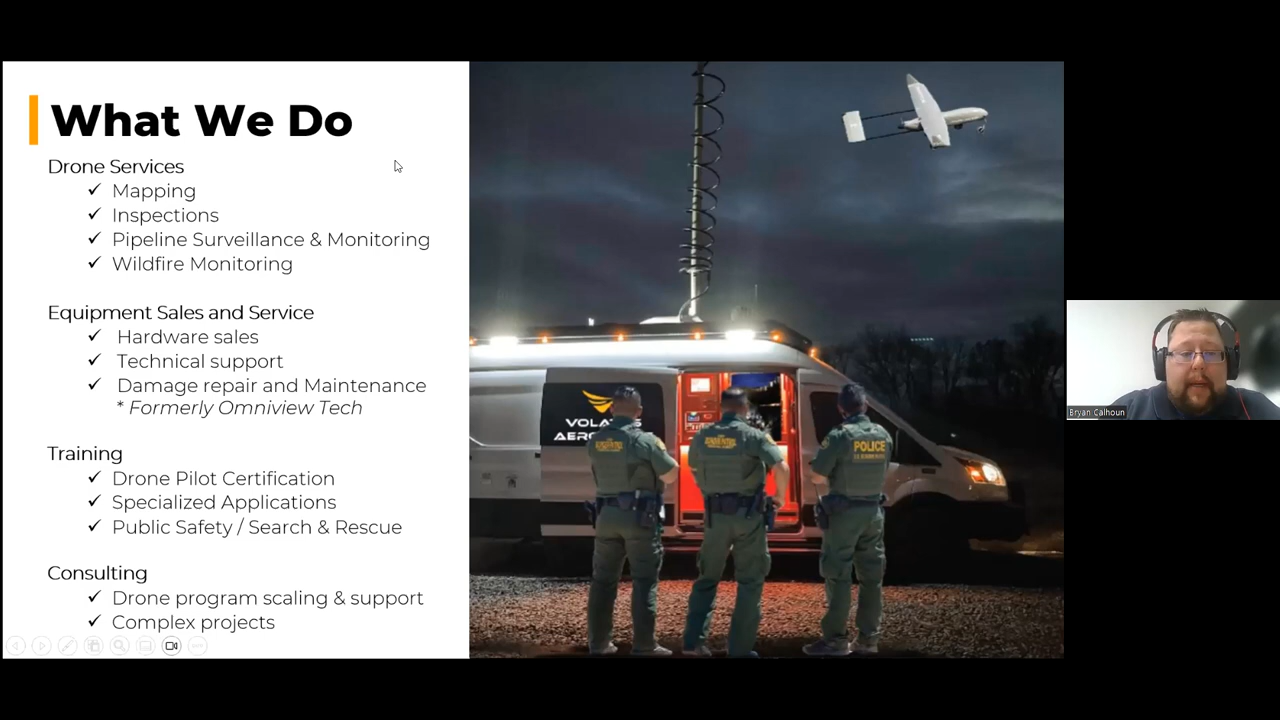 What We Do
Drone Services
✓ Mapping
✓ Inspections
✓ Pipeline Surveillance & Monitoring
✓ Wildfire Monitoring
Equipment Sales and Service
✓ Hardware sales
✓ Technical support
✓ Damage repair and Maintenance
* Formerly Omniview Tech
Training
✓ Drone Pilot Certification
✓ Specialized Applications
✓ Public Safety / Search & Rescue
Consulting
✓ Drone program scaling & support
✓ Complex projects
POLICE
Bryan Calhoun